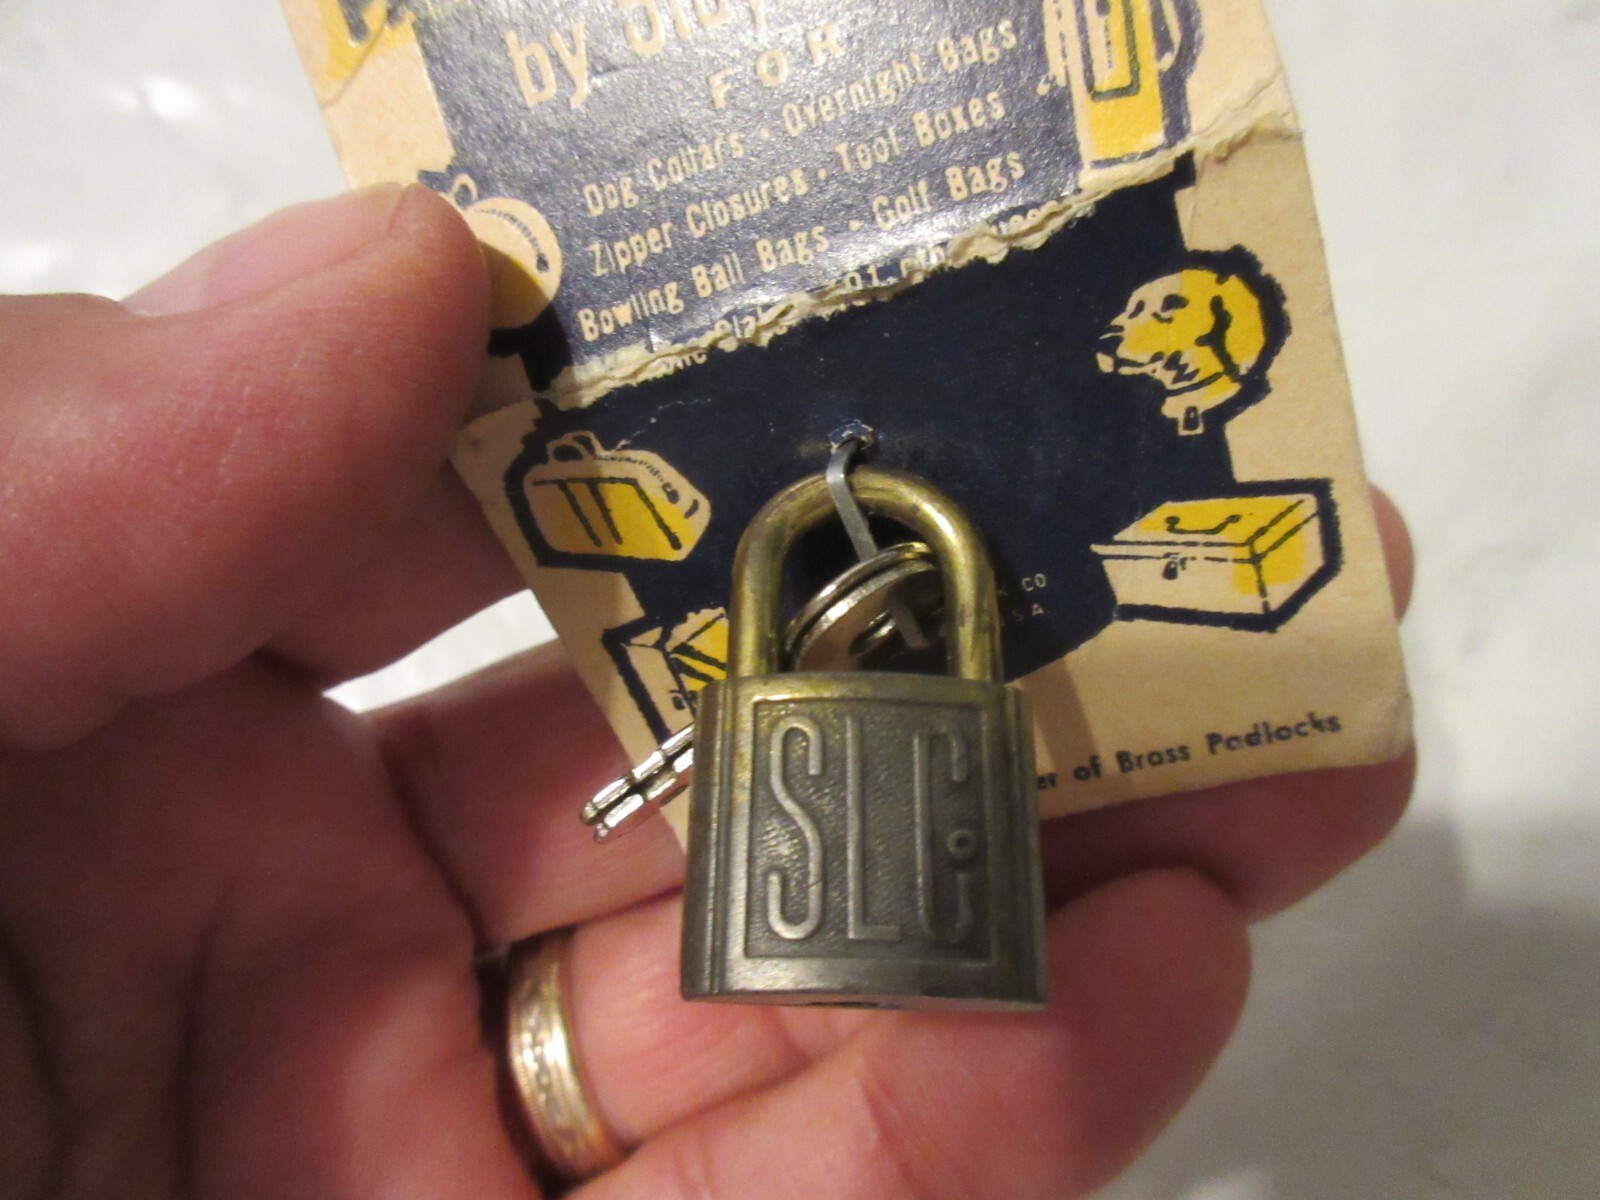 by
FOR
Dog Collars · Overnight Bags
Zipper Closures · Tool Boxes
Bowling Ball Bags · Golf Bags
CO
S.A.
SLC
of Brass Padlocks